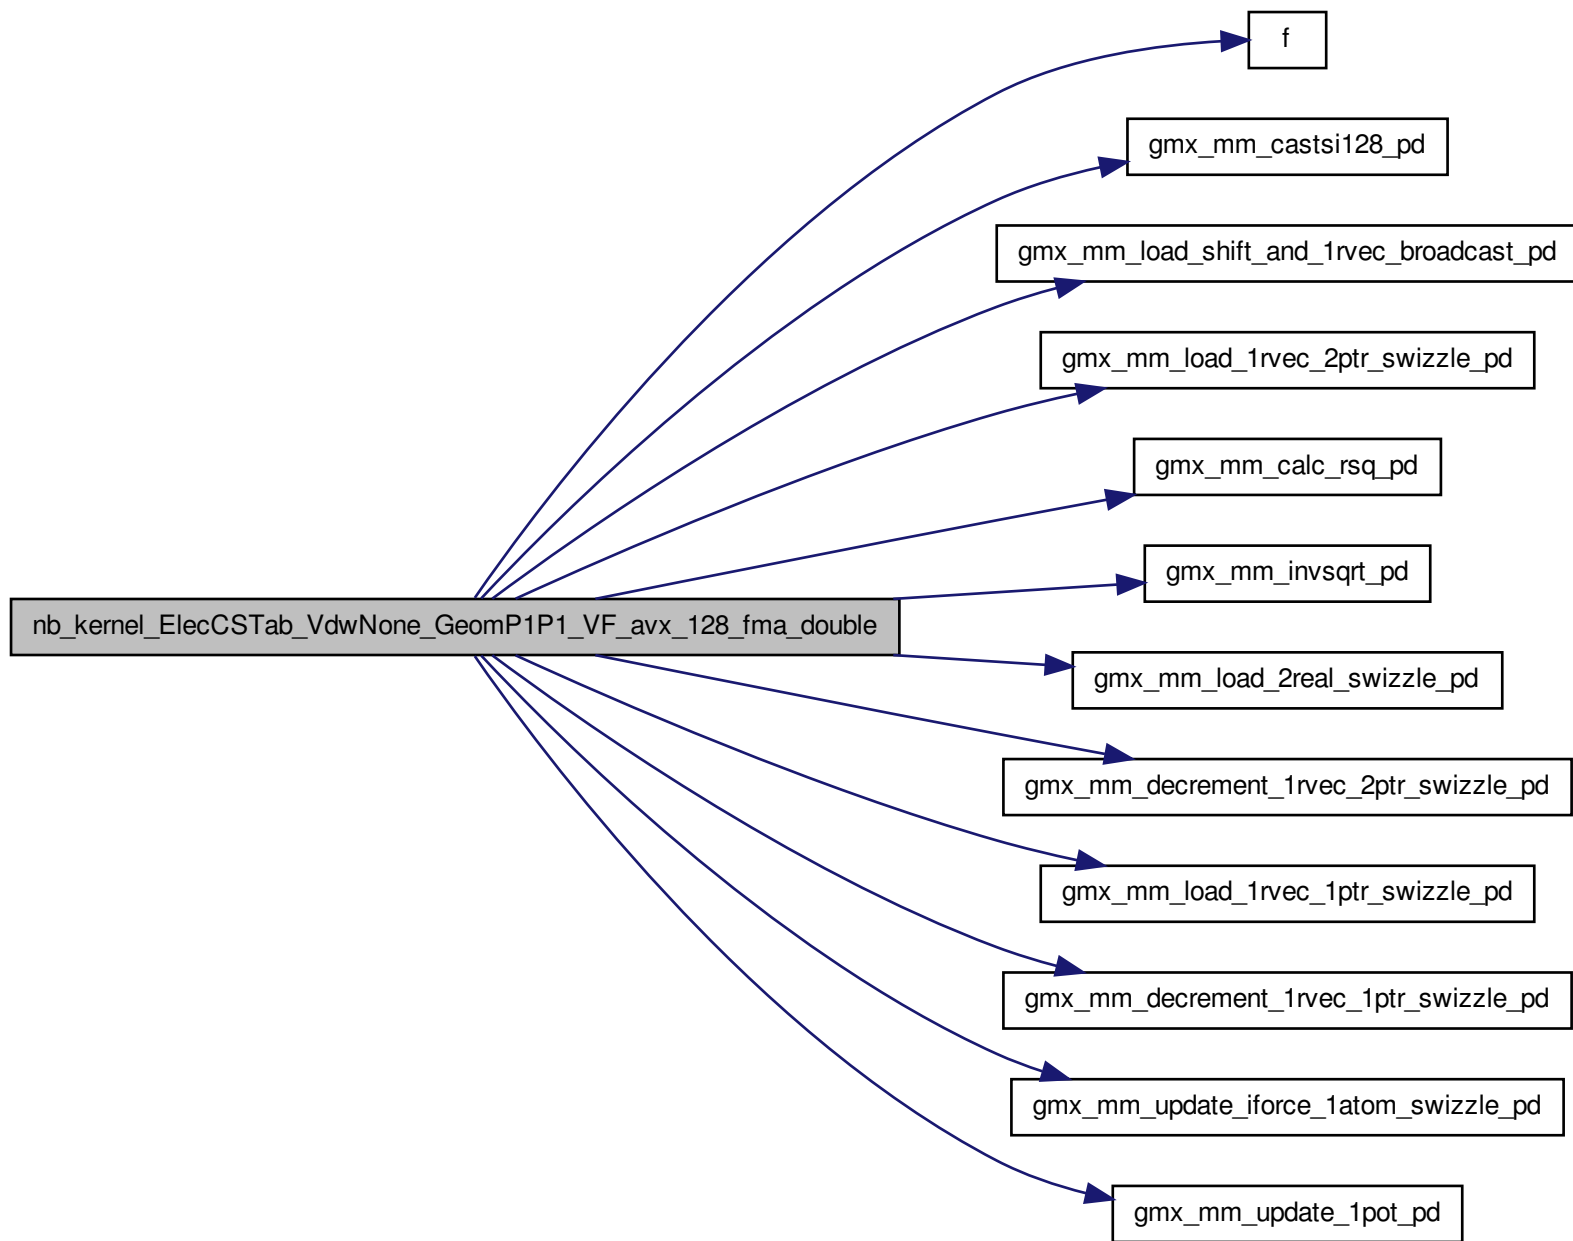 f
gmx_mm_castsi128_pd
gmx_mm_load_shift_and_1rvec_broadcast_pd
gmx_mm_load_1rvec_2ptr_swizzle_pd
gmx_mm_calc_rsq_pd
gmx_mm_invsqrt_pd
nb_kernel_ElecCSTab_VdwNone_GeomP1P1_VF_avx_128_fma_double
gmx_mm_load_2real_swizzle_pd
gmx_mm_decrement_1rvec_2ptr_swizzle_pd
gmx_mm_load_1rvec_1ptr_swizzle_pd
gmx_mm_decrement_1rvec_1ptr_swizzle_pd
gmx_mm_update_iforce_1atom_swizzle_pd
gmx_mm_update_1pot_pd